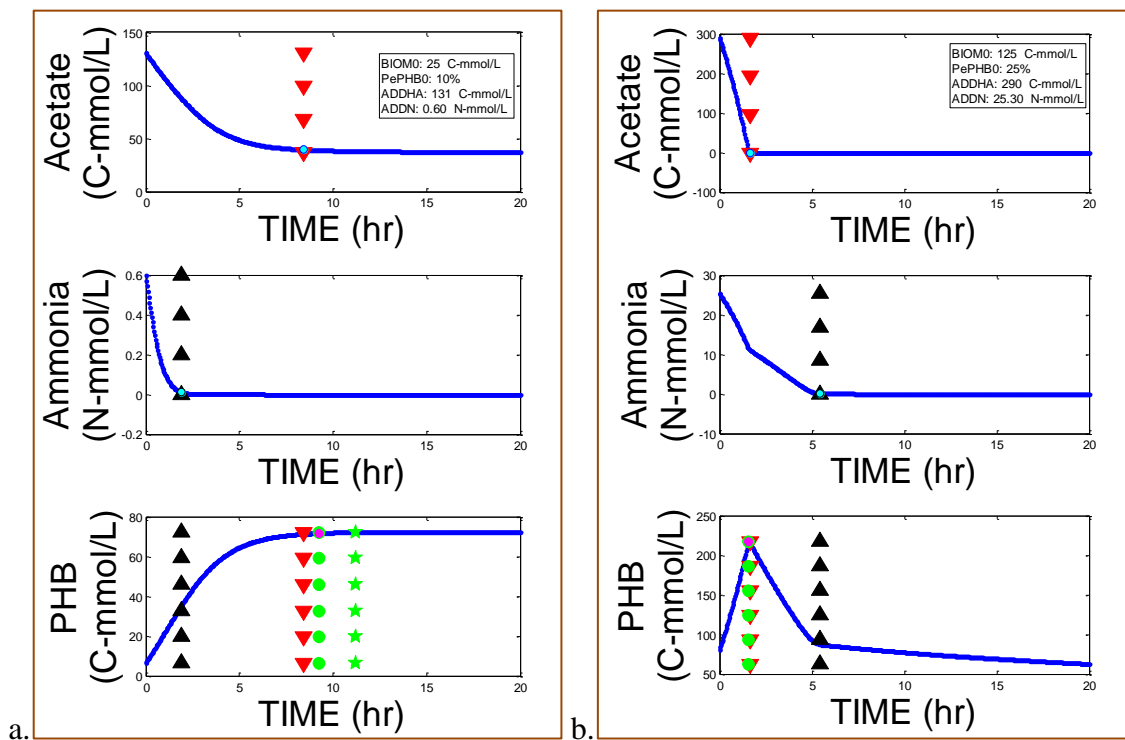 150
100
50
0
Acetate
(C-mmol/L)
BIOM0: 25 C-mmol/L
PePHB0: 10%
ADDHA: 131 C-mmol/L
ADDN: 0.60 N-mmol/L
0 5 10 15 20
TIME (hr)
0.6
0.4
0.2
0
-0.2
Ammonia
(N-mmol/L)
0 5 10 15 20
TIME (hr)
80
60
40
20
0
PHB
(C-mmol/L)
0 5 10 15 20
TIME (hr)
a.
300
200
100
0
-100
Acetate
(C-mmol/L)
BIOM0: 125 C-mmol/L
PePHB0: 25%
ADDHA: 290 C-mmol/L
ADDN: 25.30 N-mmol/L
0 5 10 15 20
TIME (hr)
30
20
10
0
-10
Ammonia
(N-mmol/L)
0 5 10 15 20
TIME (hr)
250
200
150
100
50
PHB
(C-mmol/L)
0 5 10 15 20
TIME (hr)
b.